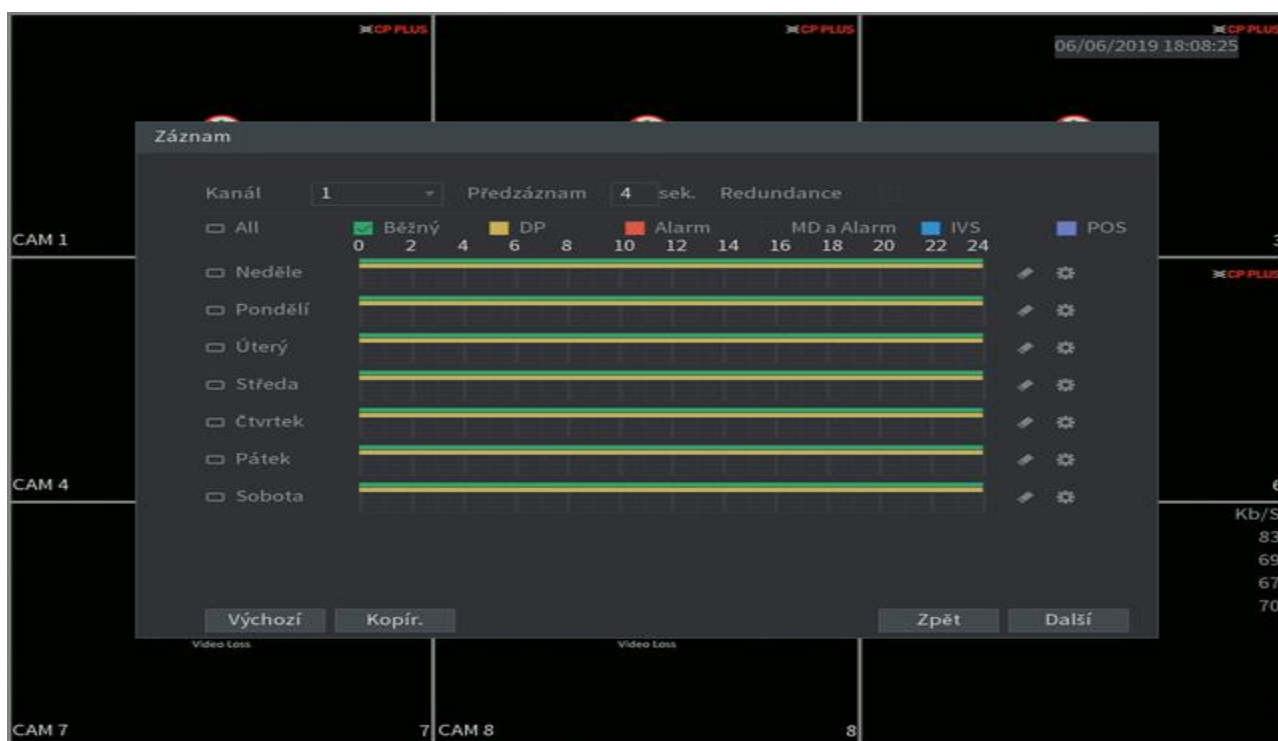 CP PLUS CP PLUS CP PLUS
06/06/2019 18:08:25
Záznam
Kanál 1 Předzáznam 4 sek. Redundance
All Běžný DP Alarm MD a Alarm IVS POS
0 2 4 6 8 10 12 14 16 18 20 22 24
CAM 1 3
Neděle
CP PLUS
Pondělí
Úterý
Středa
Čtvrtek
Pátek
CAM 4 6
Sobota
Kb/S
83
69
67
70
Výchozí Kopír. Zpět Další
Video Loss Video Loss
CAM 7 7 CAM 8 8